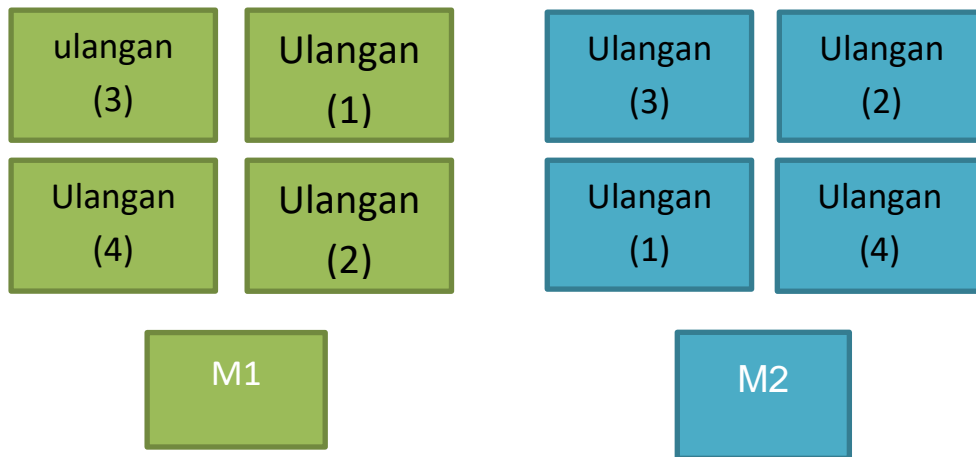 ulangan
(3)
Ulangan
(1)
Ulangan
(3)
Ulangan
(2)
Ulangan
(4)
Ulangan
(2)
Ulangan
(1)
Ulangan
(4)
M1
M2